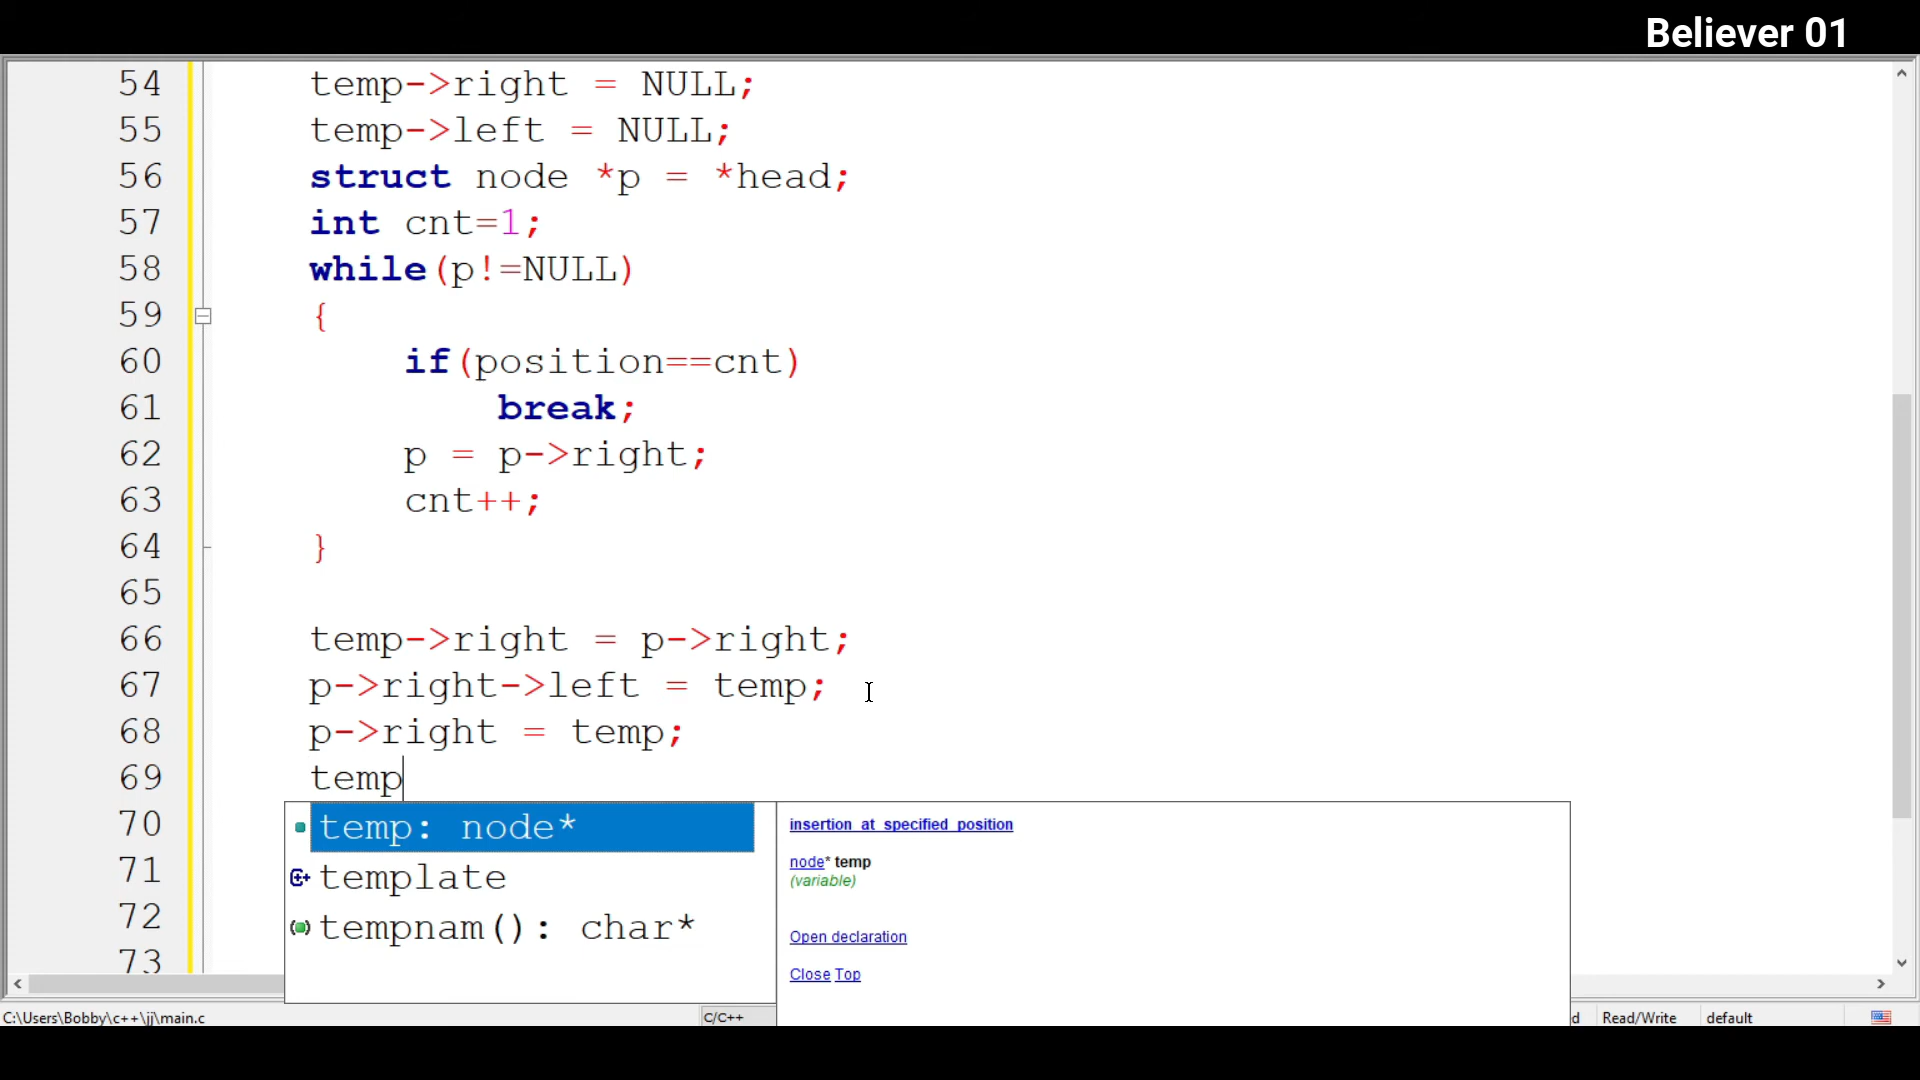 Believer 01
54 temp->right = NULL;
55 temp->left = NULL;
56 struct node *p = *head;
57 int cnt=1;
58 while(p!=NULL)
59 {
60 if(position==cnt)
61 break;
62 p = p->right;
63 cnt++;
64 }
65
66 temp->right = p->right;
67 p->right->left = temp;
68 p->right = temp;
69 temp
70
71
72
73
temp: node*
template
tempnam(): char*
insertion_at_specified_position
node* temp
(variable)
Open declaration
Close Top
C:\Users\Bobby\c++\jj\main.c C/C++ d Read/Write default